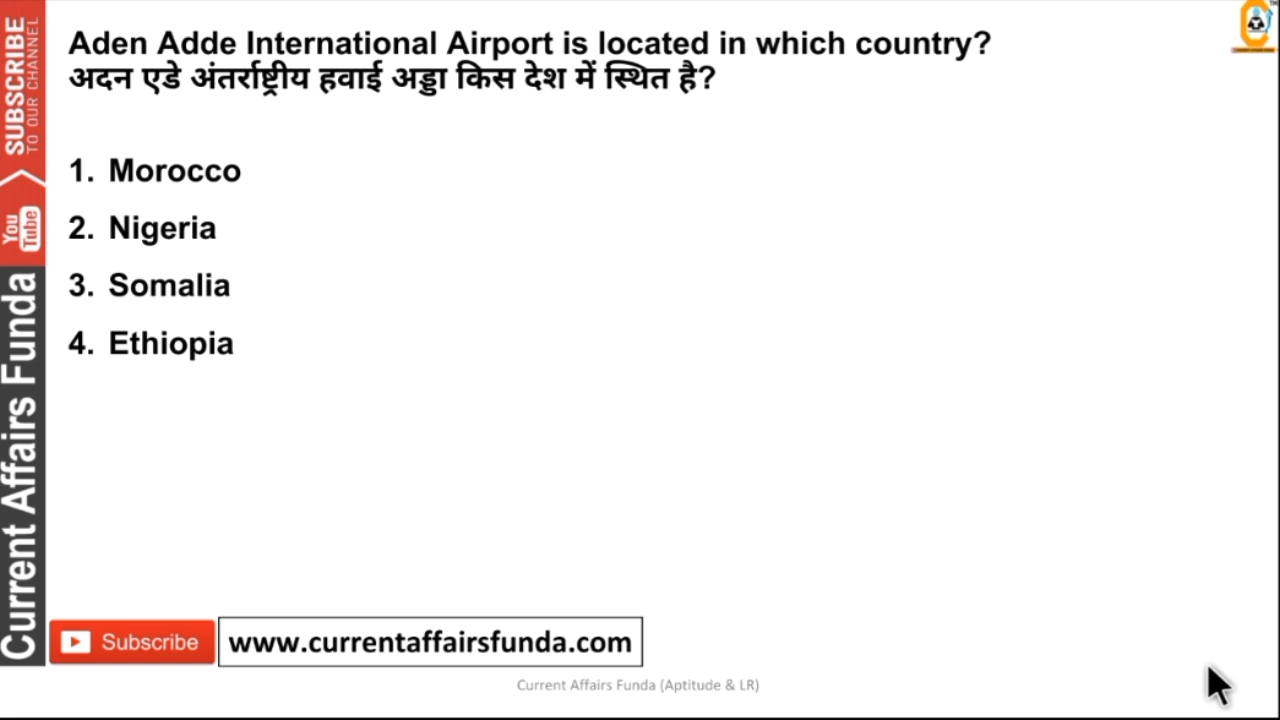 Aden Adde International Airport is located in which country?
अदन एडे अंतर्राष्ट्रीय हवाई अड्डा किस देश में स्थित है?
1. Morocco
2. Nigeria
3. Somalia
4. Ethiopia
SUBSCRIBE
TO OUR CHANNEL
You
Tube
Current Affairs Funda
Subscribe
www.currentaffairsfunda.com
Current Affairs Funda (Aptitude & LR)